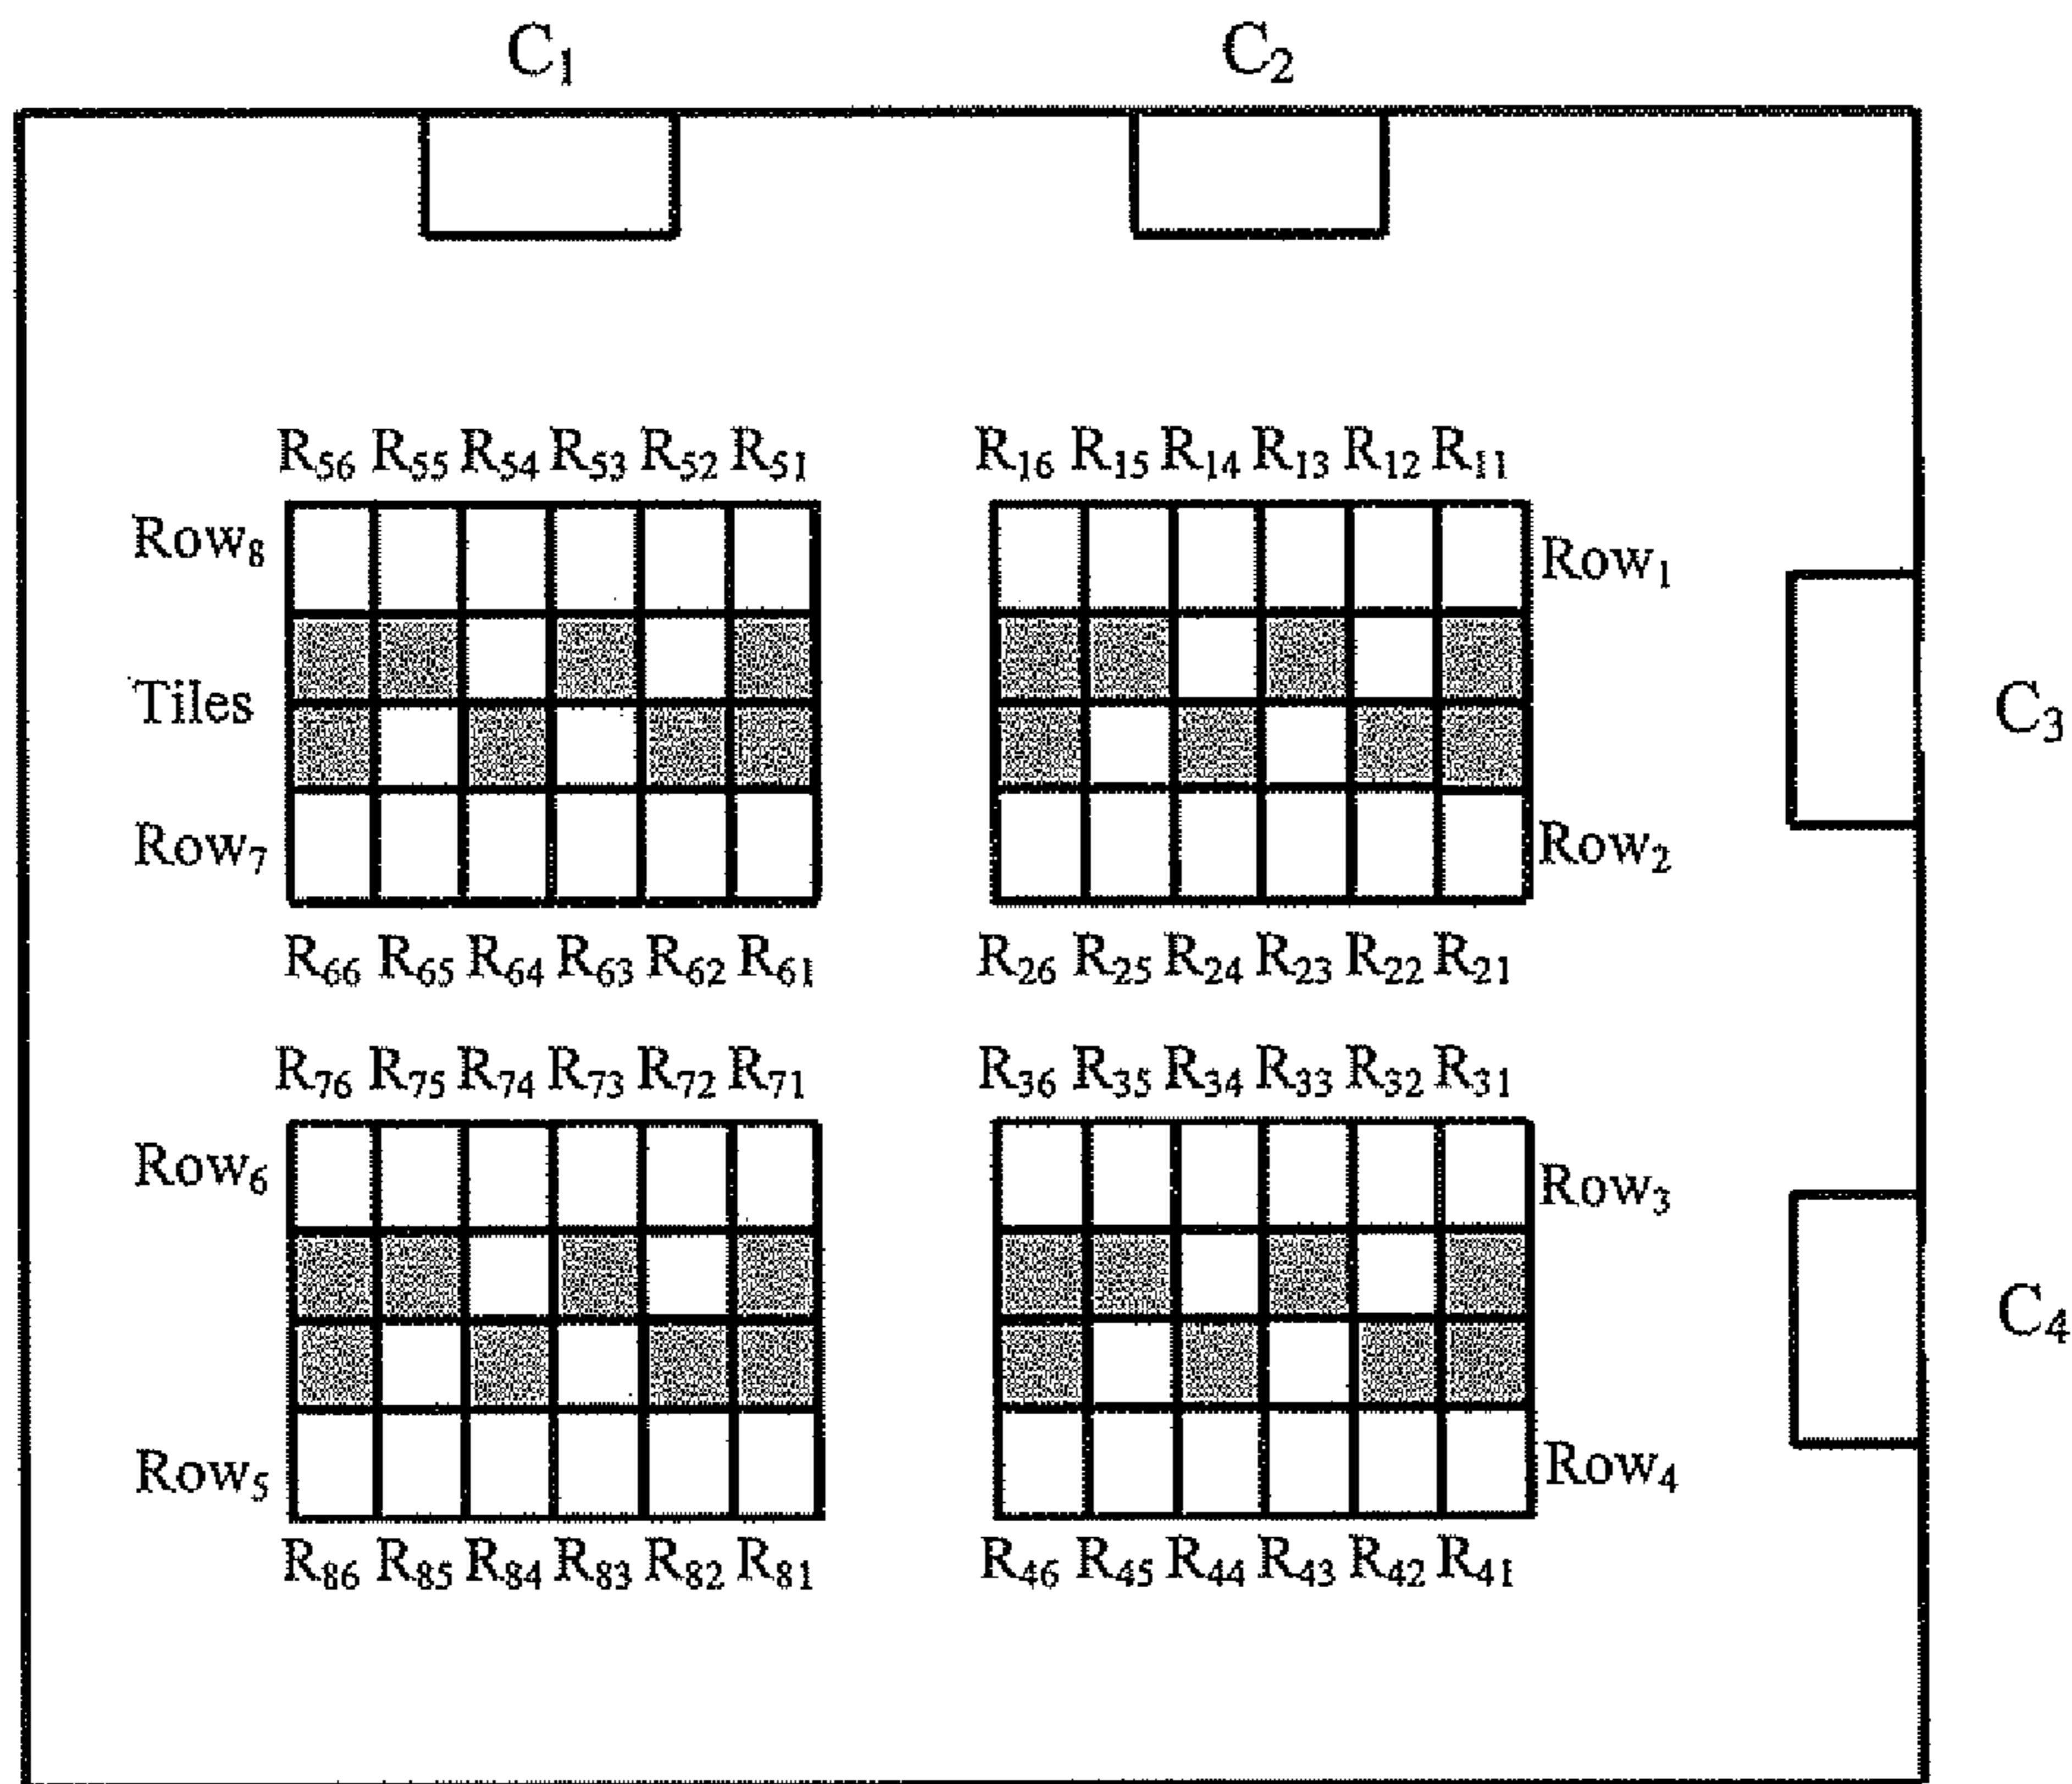 C₁ C₂
R₅₆ R₅₅ R₅₄ R₅₃ R₅₂ R₅₁ R₁₆ R₁₅ R₁₄ R₁₃ R₁₂ R₁₁
Row₈ Row₁
Tiles C₃
Row₇ Row₂
R₆₆ R₆₅ R₆₄ R₆₃ R₆₂ R₆₁ R₂₆ R₂₅ R₂₄ R₂₃ R₂₂ R₂₁
R₇₆ R₇₅ R₇₄ R₇₃ R₇₂ R₇₁ R₃₆ R₃₅ R₃₄ R₃₃ R₃₂ R₃₁
Row₆ Row₃
C₄
Row₅ Row₄
R₈₆ R₈₅ R₈₄ R₈₃ R₈₂ R₈₁ R₄₆ R₄₅ R₄₄ R₄₃ R₄₂ R₄₁